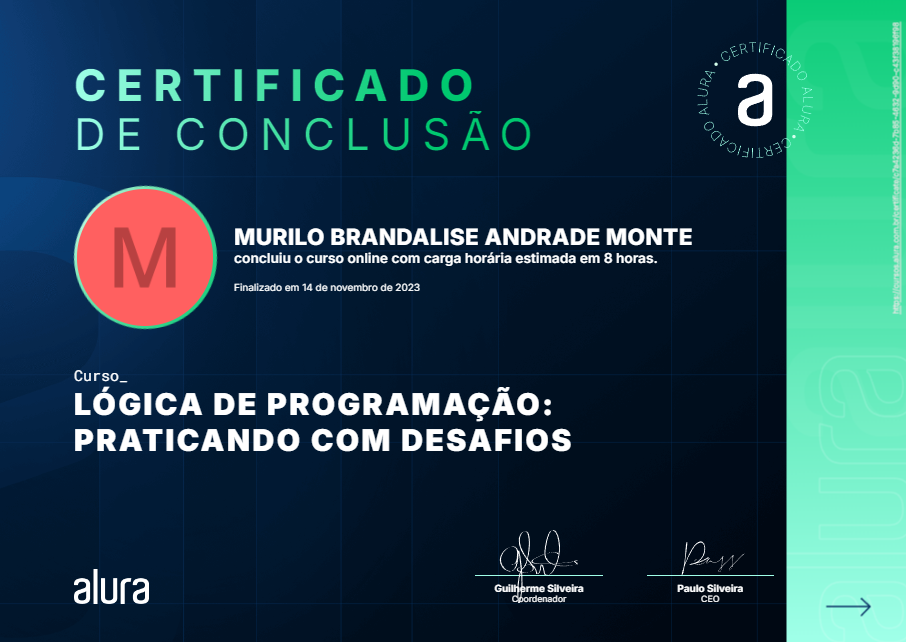 CERTIFICADO
DE CONCLUSÃO
CERTIFICADO ALURA • CERTIFICADO ALURA •
a
M
MURILO BRANDALISE ANDRADE MONTE
concluiu o curso online com carga horária estimada em 8 horas.
Finalizado em 14 de novembro de 2023
Curso_
LÓGICA DE PROGRAMAÇÃO:
PRATICANDO COM DESAFIOS
alura
Guilherme Silveira
Coordenador
Paulo Silveira
CEO
alura